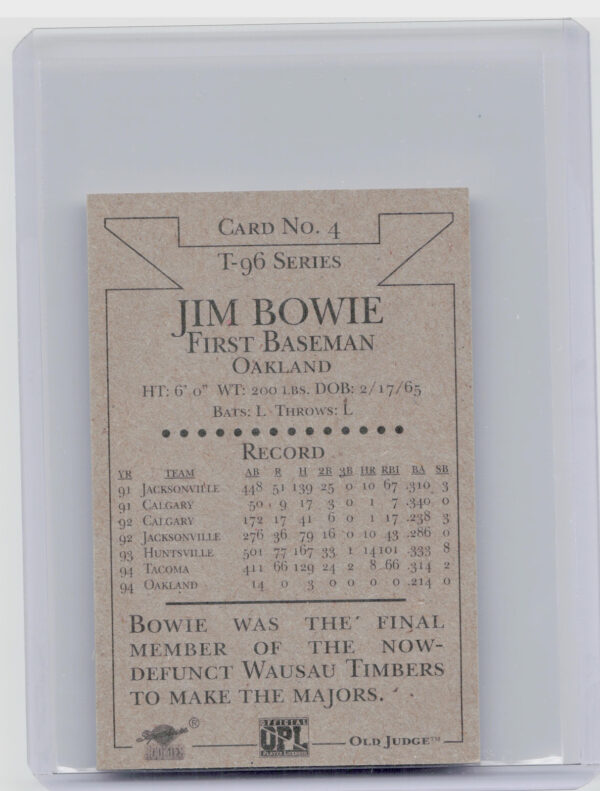 CARD NO. 4
T-96 SERIES
JIM BOWIE
FIRST BASEMAN
OAKLAND
HT: 6' 0" WT: 200 LBS. DOB: 2/17/65
BATS: L THROWS: L
RECORD
YR TEAM AB R H 2B 3B HR RBI BA SB
91 JACKSONVILLE 448 51 139 25 0 10 67 .310 3
91 CALGARY 50 9 17 3 0 1 7 .340 0
92 CALGARY 172 17 41 6 0 1 17 .238 3
92 JACKSONVILLE 276 36 79 16 0 10 43 .286 0
93 HUNTSVILLE 501 77 167 33 1 14 101 .333 8
94 TACOMA 411 66 129 24 2 8 66 .314 2
94 OAKLAND 14 0 3 0 0 0 0 .214 0
BOWIE WAS THE FINAL
MEMBER OF THE NOW-
DEFUNCT WAUSAU TIMBERS
TO MAKE THE MAJORS.
®
OFFICIAL
OPL
OLD JUDGE™